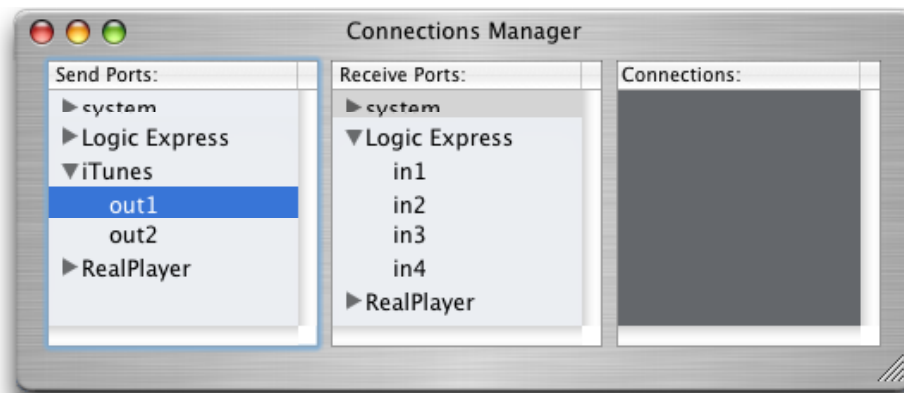 Connections Manager
Send Ports:
system
Logic Express
iTunes
out1
out2
RealPlayer
Receive Ports:
system
Logic Express
in1
in2
in3
in4
RealPlayer
Connections: